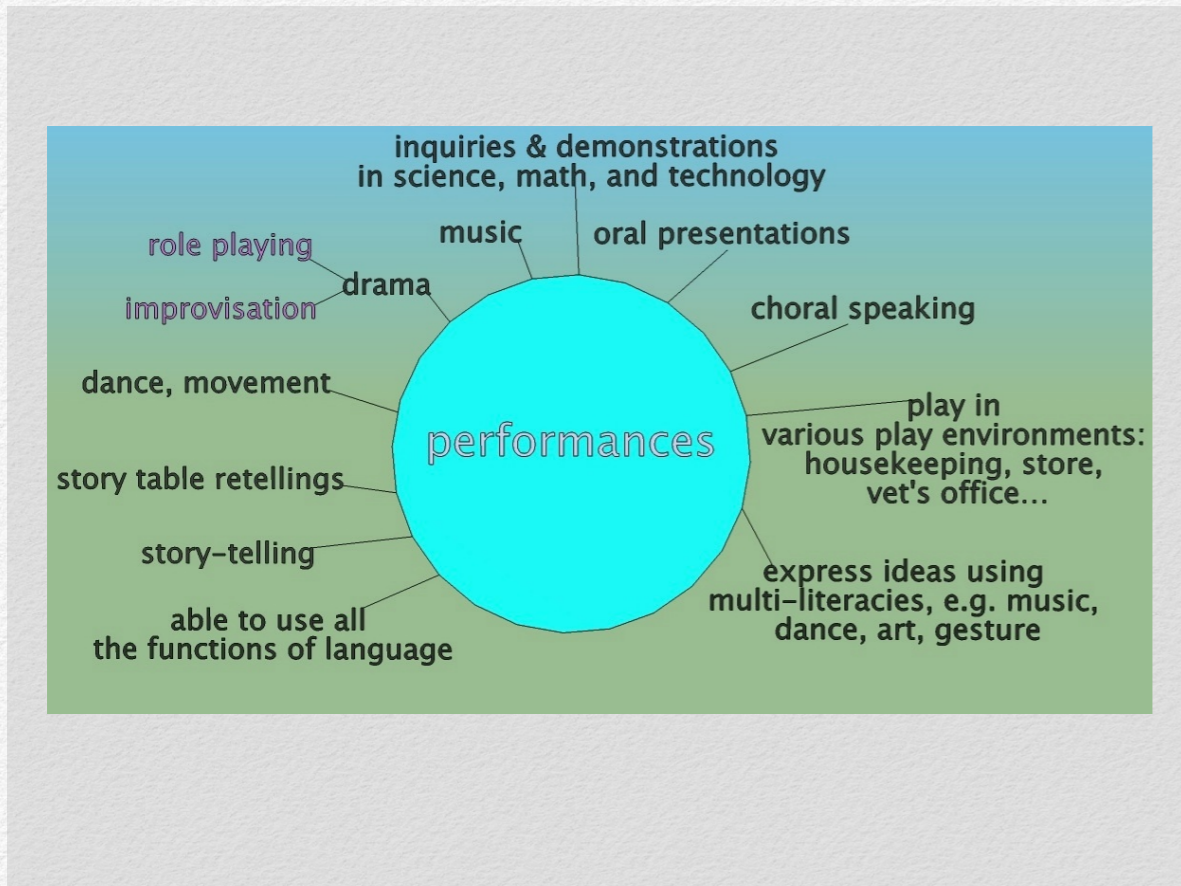 inquiries & demonstrations
in science, math, and technology
music
oral presentations
role playing
drama
improvisation
choral speaking
dance, movement
play in
various play environments:
housekeeping, store,
vet's office...
performances
story table retellings
story-telling
express ideas using
multi-literacies, e.g. music,
dance, art, gesture
able to use all
the functions of language